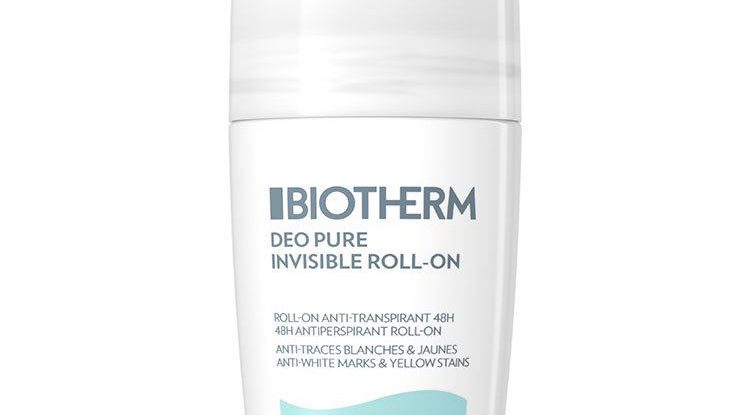 BIOTHERM
DEO PURE
INVISIBLE ROLL-ON
ROLL-ON ANTI-TRANSPIRANT 48H
48H ANTIPERSPIRANT ROLL-ON
ANTI-TRACES BLANCHES & JAUNES
ANTI-WHITE MARKS & YELLOW STAINS